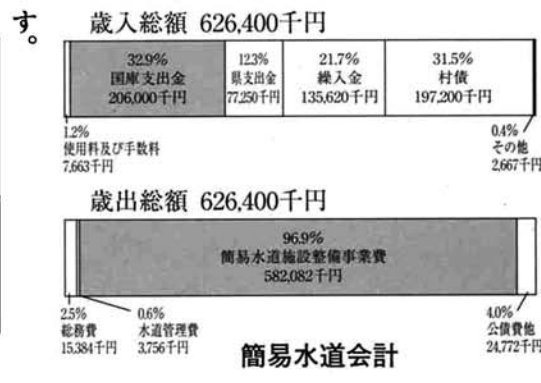 す。
歳入総額 626,400千円
32.9%
国庫支出金
206,000千円
12.3%
県支出金
77,250千円
21.7%
繰入金
135,620千円
31.5%
村債
197,200千円
1.2%
使用料及び手数料
7,663千円
0.4%
その他
2,667千円
歳出総額 626,400千円
96.9%
簡易水道施設整備事業費
582,082千円
2.5%
総務費
15,384千円
0.6%
水道管理費
3,756千円
4.0%
公債費他
24,772千円
簡易水道会計